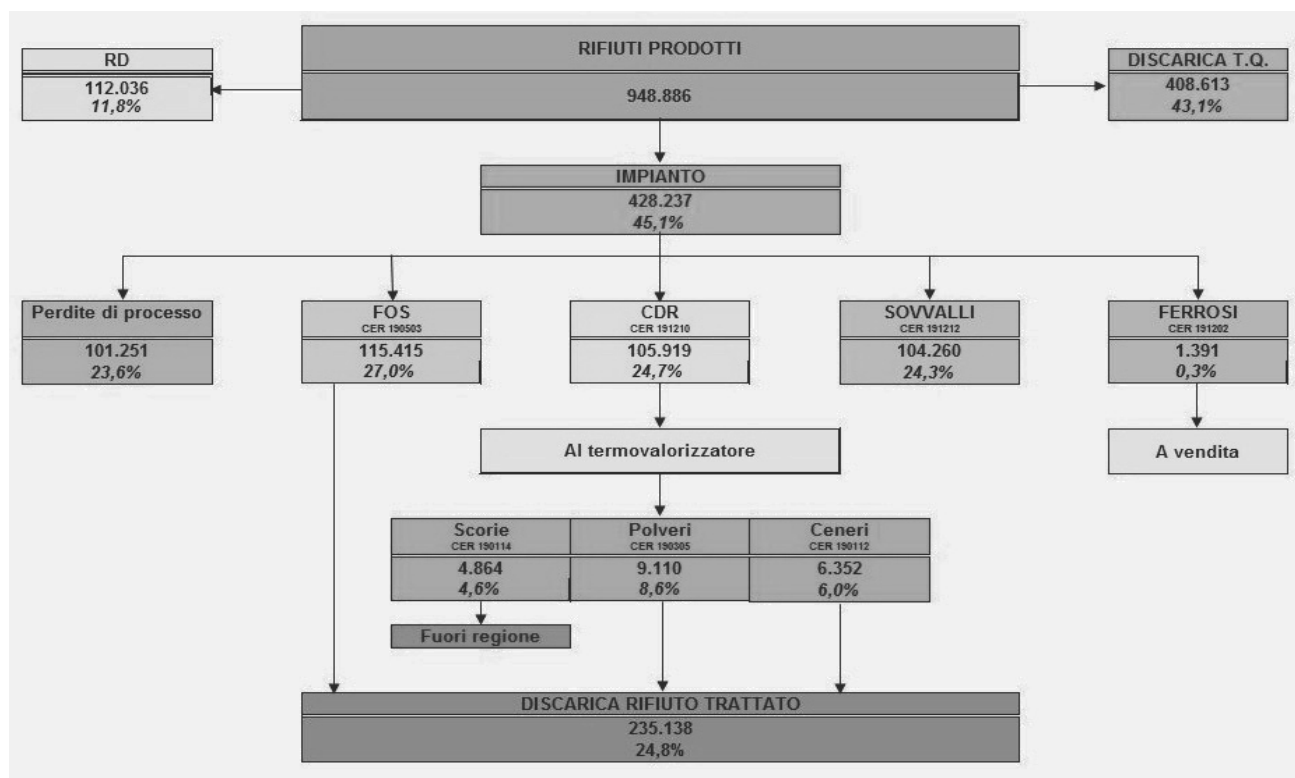 RIFIUTI PRODOTTI
948.886
RD
112.036
11,8%
DISCARICA T.Q.
408.613
43,1%
IMPIANTO
428.237
45,1%
Perdite di processo
101.251
23,6%
FOS
CER 190503
115.415
27,0%
CDR
CER 191210
105.919
24,7%
SOVVALLI
CER 191212
104.260
24,3%
FERROSI
CER 191202
1.391
0,3%
Al termovalorizzatore
A vendita
Scorie
CER 190114
4.864
4,6%
Polveri
CER 190305
9.110
8,6%
Ceneri
CER 190112
6.352
6,0%
Fuori regione
DISCARICA RIFIUTO TRATTATO
235.138
24,8%